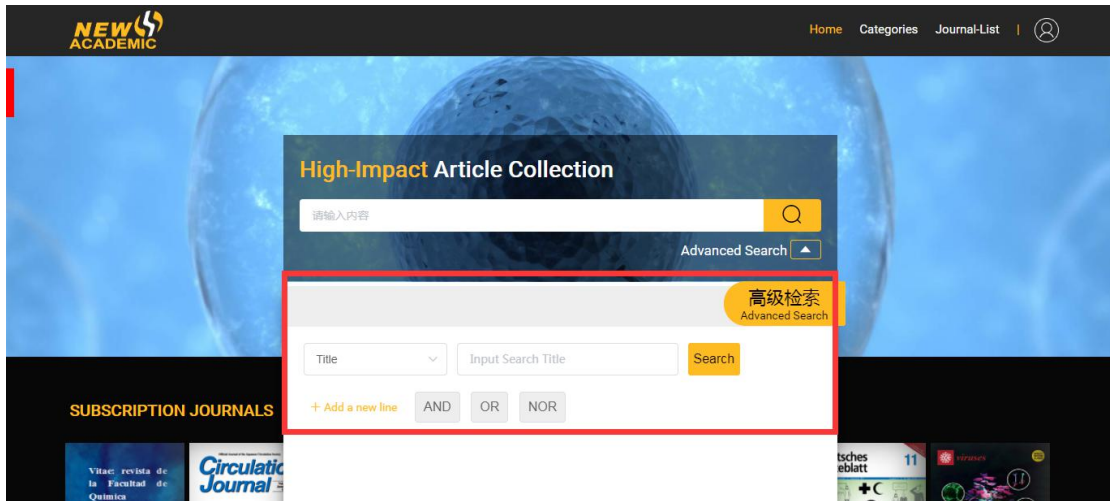 NEW
ACADEMIC
Home Categories Journal-List |
High-Impact Article Collection
请输入内容
Advanced Search
高级检索
Advanced Search
Title
Input Search Title
Search
+ Add a new line AND OR NOR
SUBSCRIPTION JOURNALS
Vitae: revista de
la Facultad de
Química
Circulatic
Journal
tsches
eblatt
11
viruses